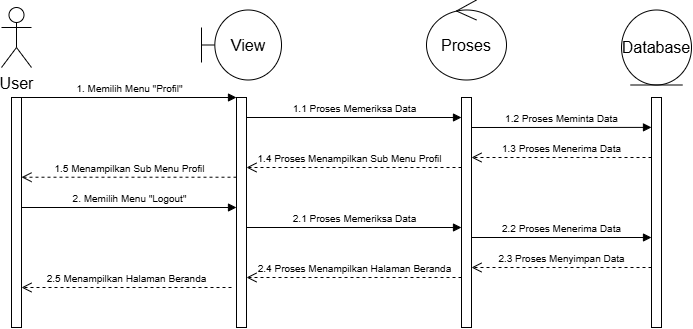 View
Proses
Database
User
1. Memilih Menu "Profil"
1.1 Proses Memeriksa Data
1.2 Proses Meminta Data
1.3 Proses Menerima Data
1.4 Proses Menampilkan Sub Menu Profil
1.5 Menampilkan Sub Menu Profil
2. Memilih Menu "Logout"
2.1 Proses Memeriksa Data
2.2 Proses Menerima Data
2.3 Proses Menyimpan Data
2.4 Proses Menampilkan Halaman Beranda
2.5 Menampilkan Halaman Beranda